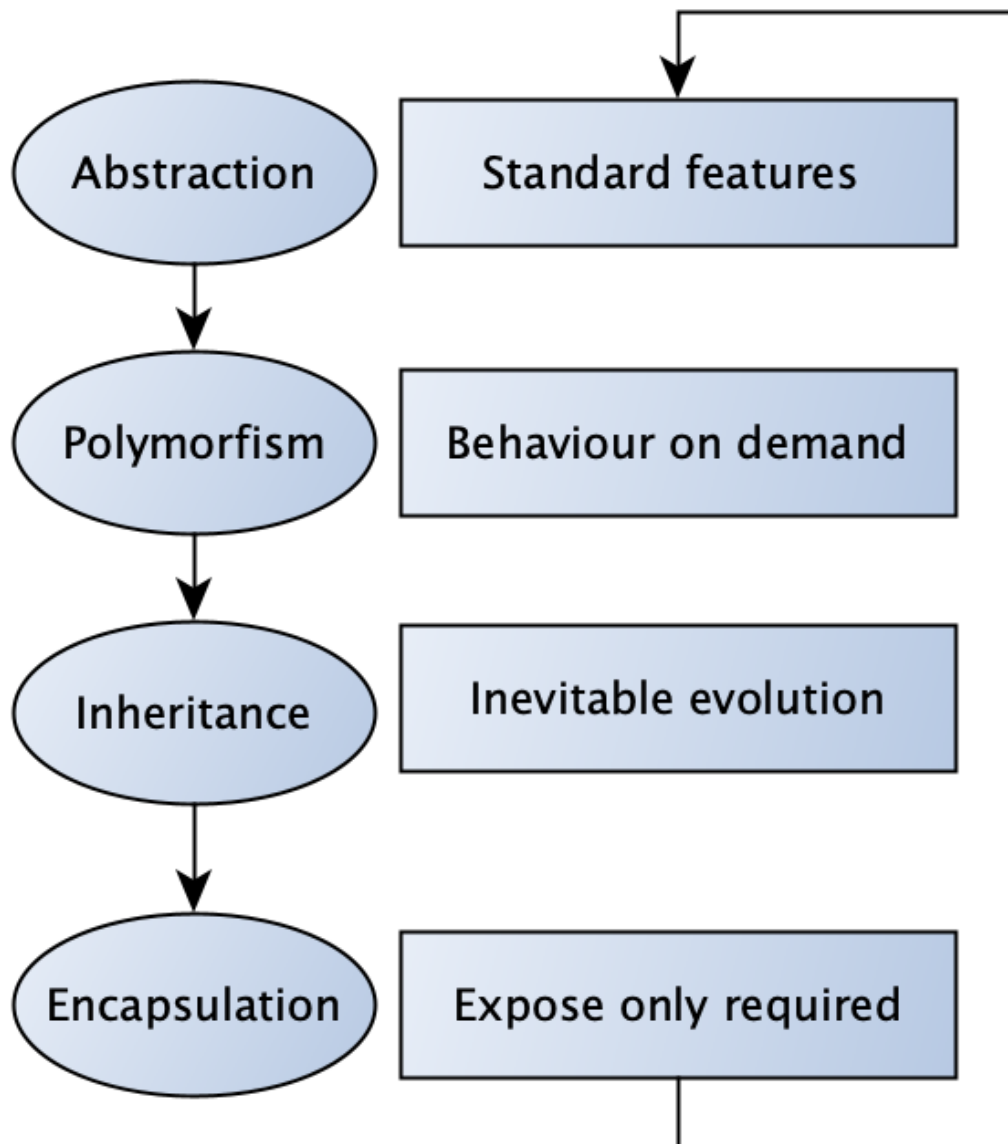 Abstraction
Standard features
Polymorfism
Behaviour on demand
Inheritance
Inevitable evolution
Encapsulation
Expose only required